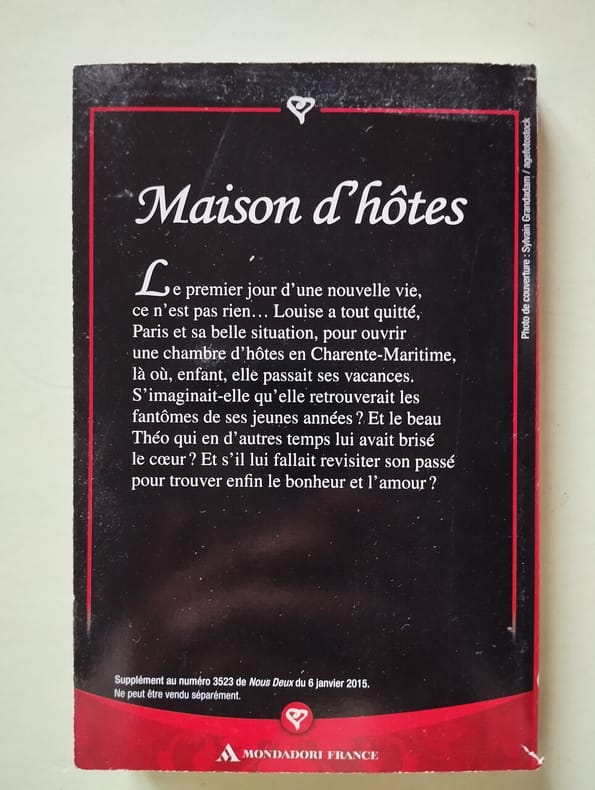 Maison d'hôtes
Le premier jour d'une nouvelle vie,
ce n'est pas rien… Louise a tout quitté,
Paris et sa belle situation, pour ouvrir
une chambre d'hôtes en Charente-Maritime,
là où, enfant, elle passait ses vacances.
S'imaginait-elle qu'elle retrouverait les
fantômes de ses jeunes années ? Et le beau
Théo qui en d'autres temps lui avait brisé
le cœur ? Et s'il lui fallait revisiter son passé
pour trouver enfin le bonheur et l'amour ?
Photo de couverture : Sylvain Grandadam / agefotostock
Supplément au numéro 3523 de Nous Deux du 6 janvier 2015.
Ne peut être vendu séparément.
MONDADORI FRANCE